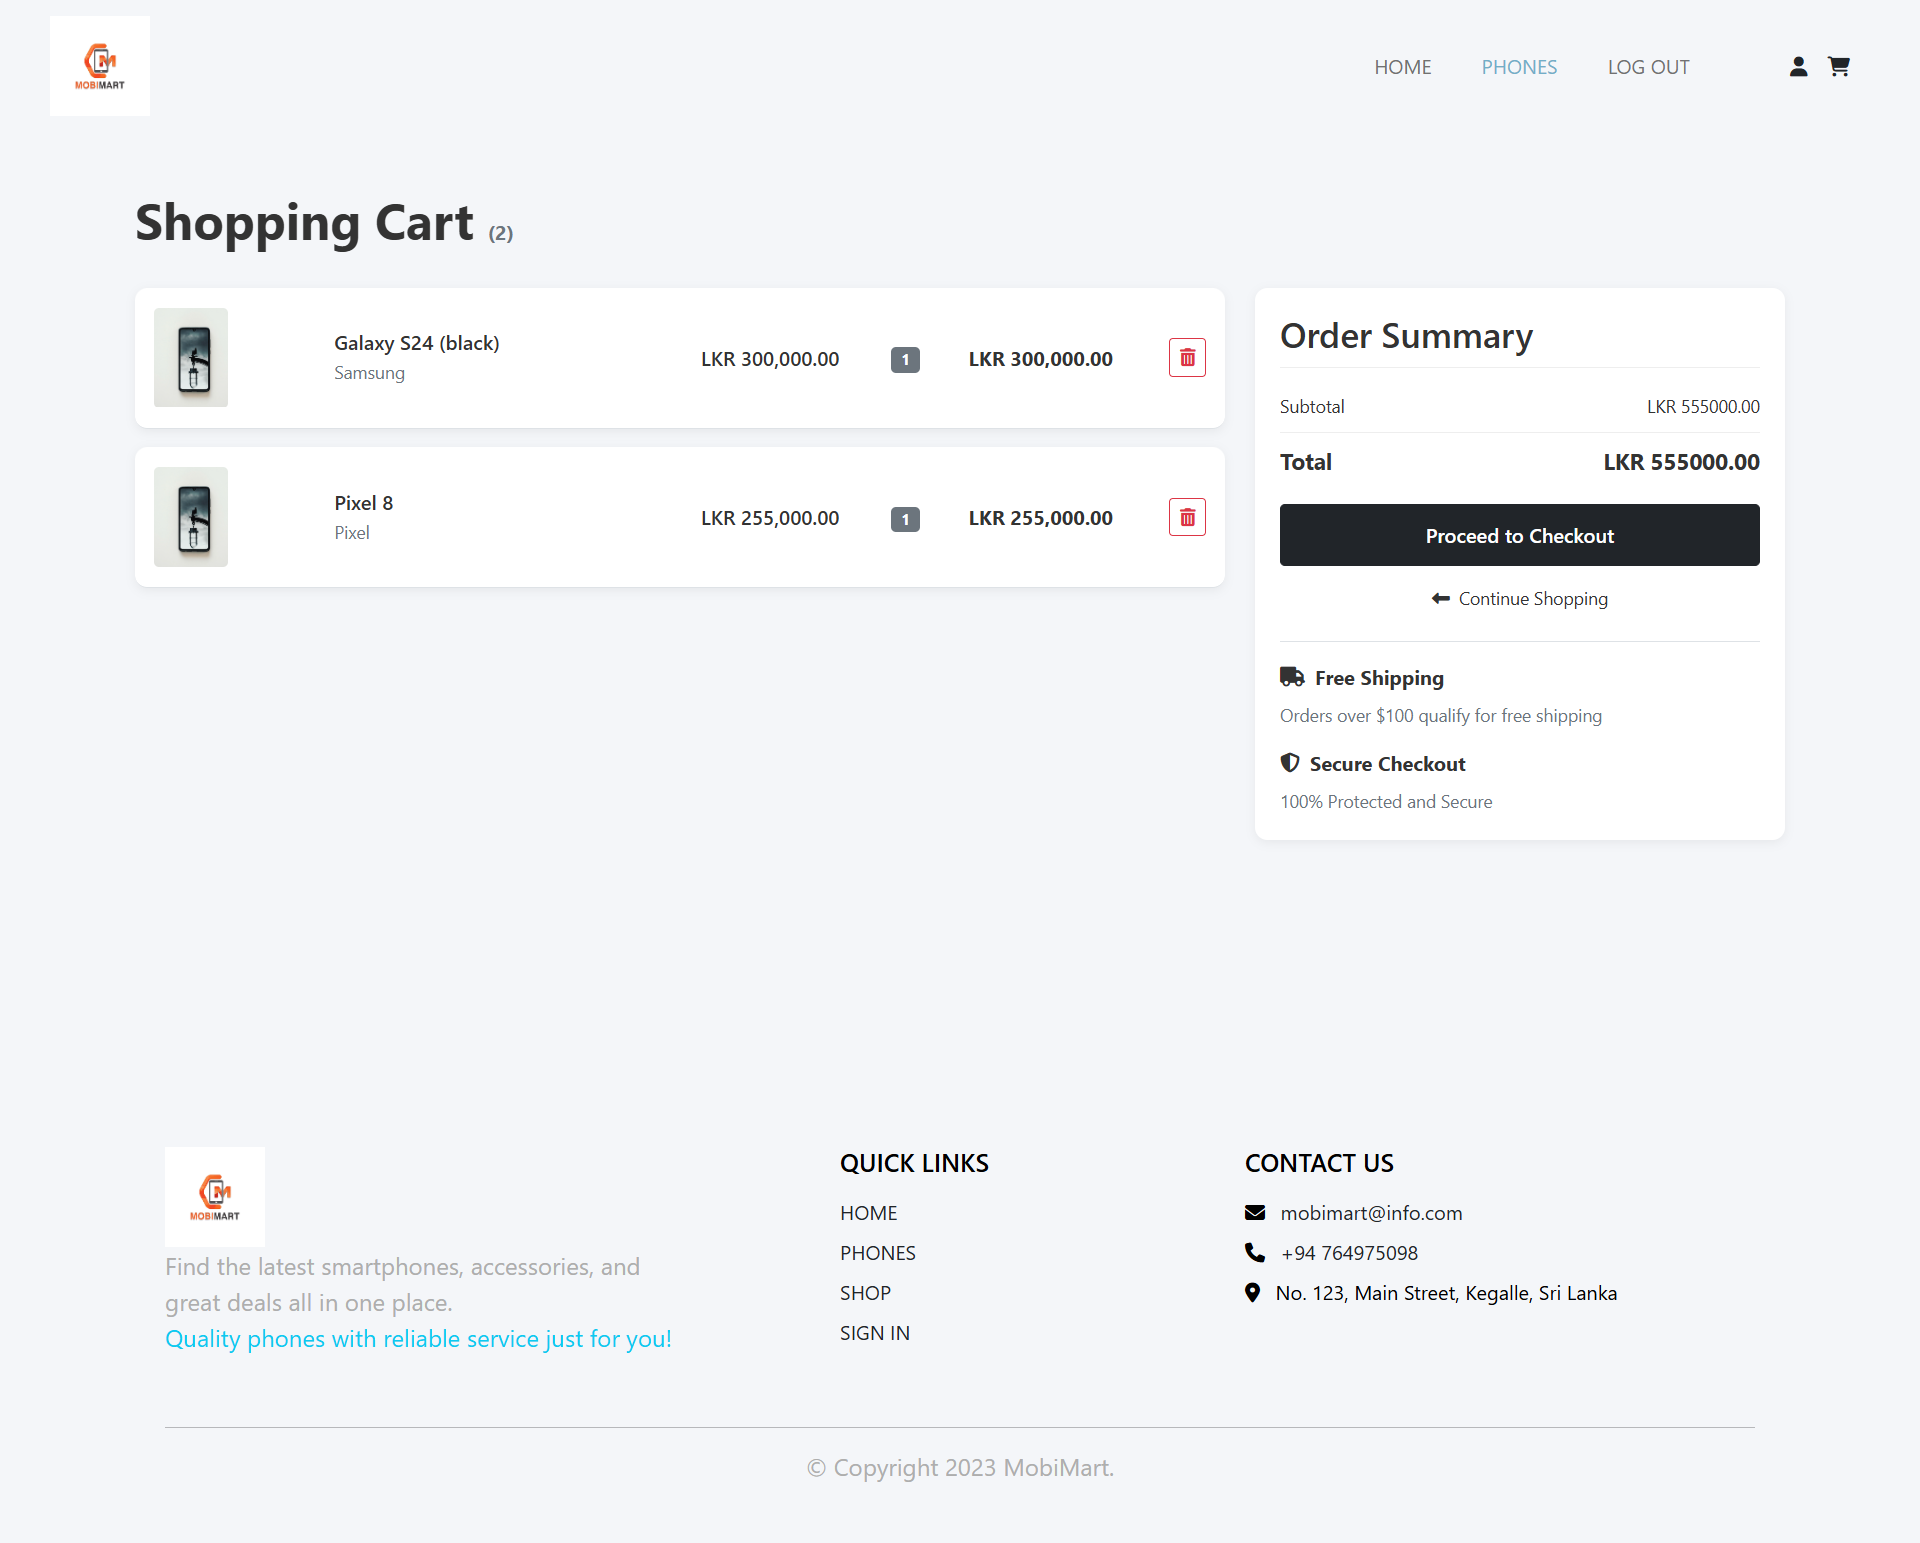 MOBIMART
HOME
PHONES
LOG OUT
Shopping Cart (2)
Galaxy S24 (black)
Samsung
LKR 300,000.00
1
LKR 300,000.00
Pixel 8
Pixel
LKR 255,000.00
1
LKR 255,000.00
Order Summary
Subtotal LKR 555000.00
Total LKR 555000.00
Proceed to Checkout
Continue Shopping
Free Shipping
Orders over $100 qualify for free shipping
Secure Checkout
100% Protected and Secure
MOBIMART
Find the latest smartphones, accessories, and
great deals all in one place.
Quality phones with reliable service just for you!
QUICK LINKS
HOME
PHONES
SHOP
SIGN IN
CONTACT US
mobimart@info.com
+94 764975098
No. 123, Main Street, Kegalle, Sri Lanka
© Copyright 2023 MobiMart.